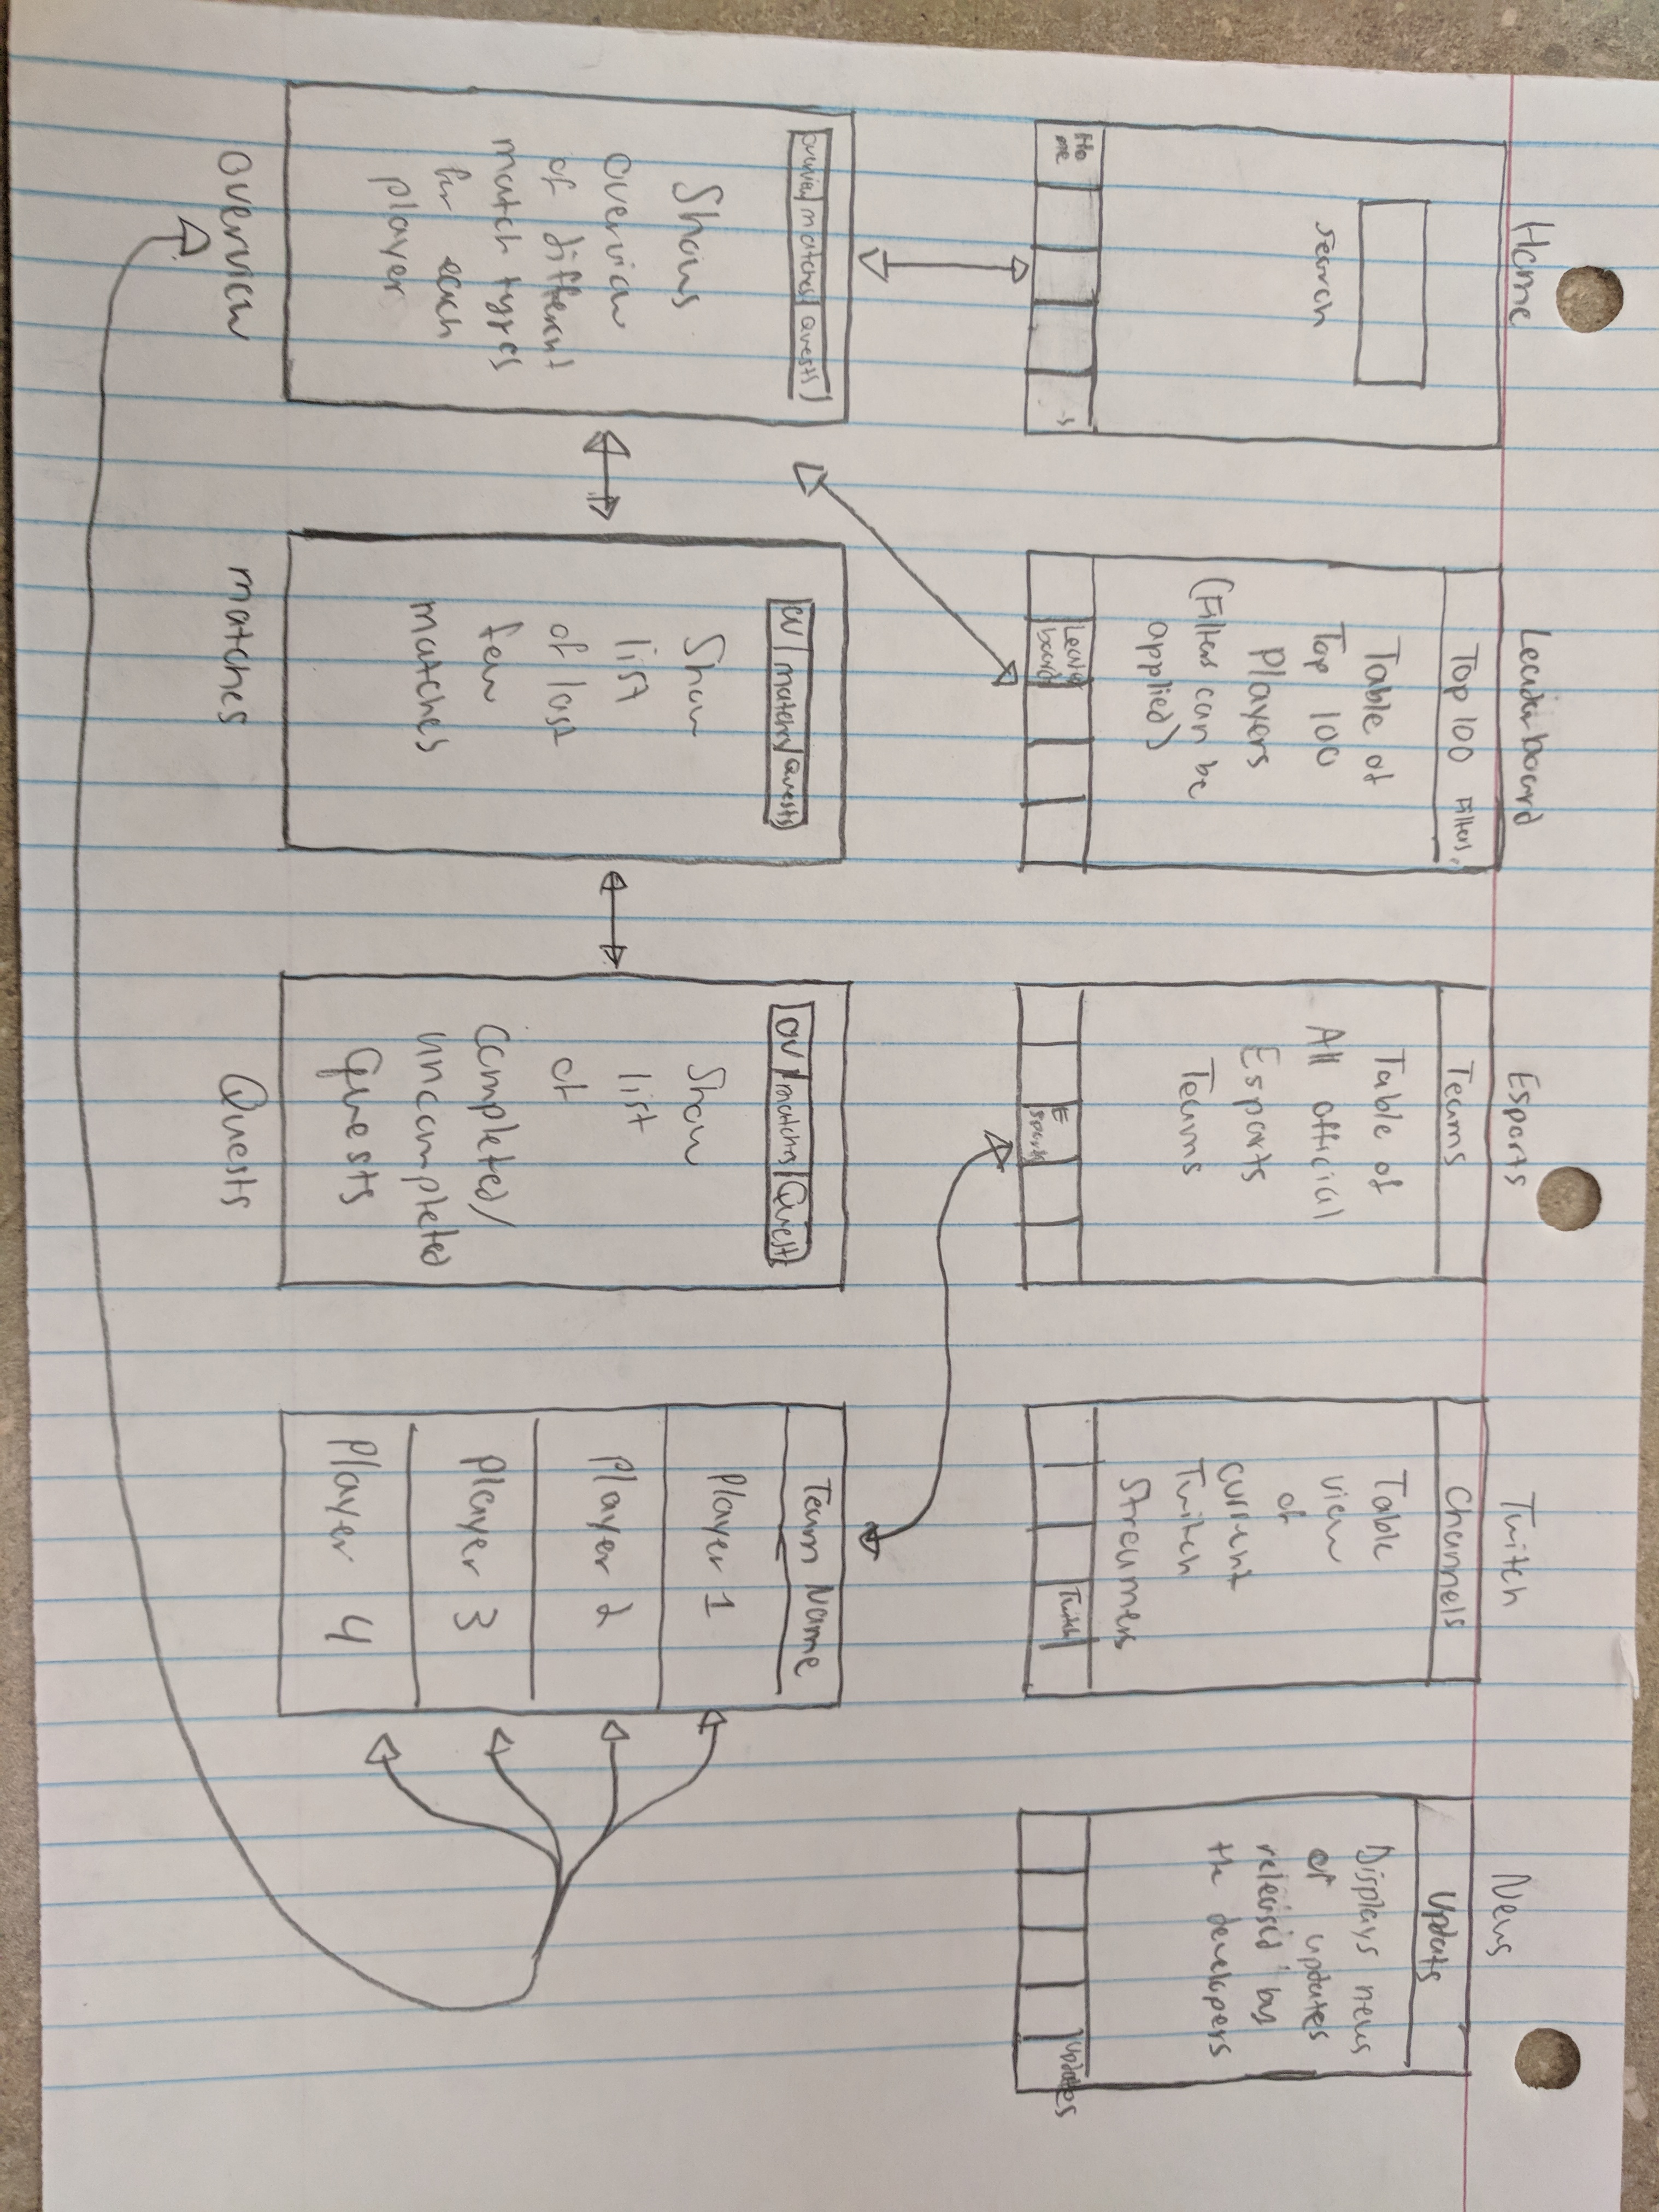 Home
search
Ho
me
Leaderboard
Top 100 Filters
Table of
Top 100
players
(Filters can be
applied)
Leader
board
Esports
Teams
Table of
All official
Esports
Teams
E
sports
Twitch
Channels
Table
view
of
current
Twitch
Streamers
Twitch
News
Updates
Displays news
of updates
released by
the developers
Updates
Overview/matches/Quests
Shows
Overview
of different
match types
for each
player
Overview
OV/matches/Quests
Show
list
of last
few
matches
matches
OV/matches/Quests
Show
list
of
Completed/
uncompleted
Quests
Quests
Team Name
Player 1
Player 2
Player 3
Player 4